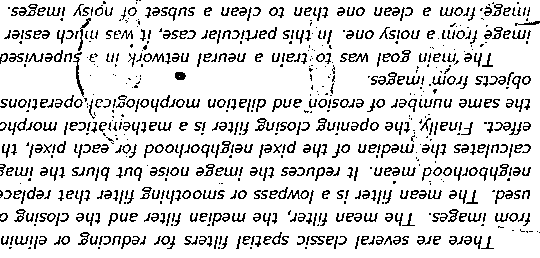 There are several classic spatial filters for reducing or elimin
from images. The mean filter, the median filter and the closing o
used. The mean filter is a lowpass or smoothing filter that replace
neighborhood mean. It reduces the image noise but blurs the imag
calculates the median of the pixel neighborhood for each pixel, th
effect. Finally, the opening closing filter is a mathematical morpho
the same number of erosion and dilation morphological operations
objects from images.
The main goal was to train a neural network in a supervised
image from a noisy one. In this particular case, it was much easier
image from a clean one than to clean a subset of noisy images.